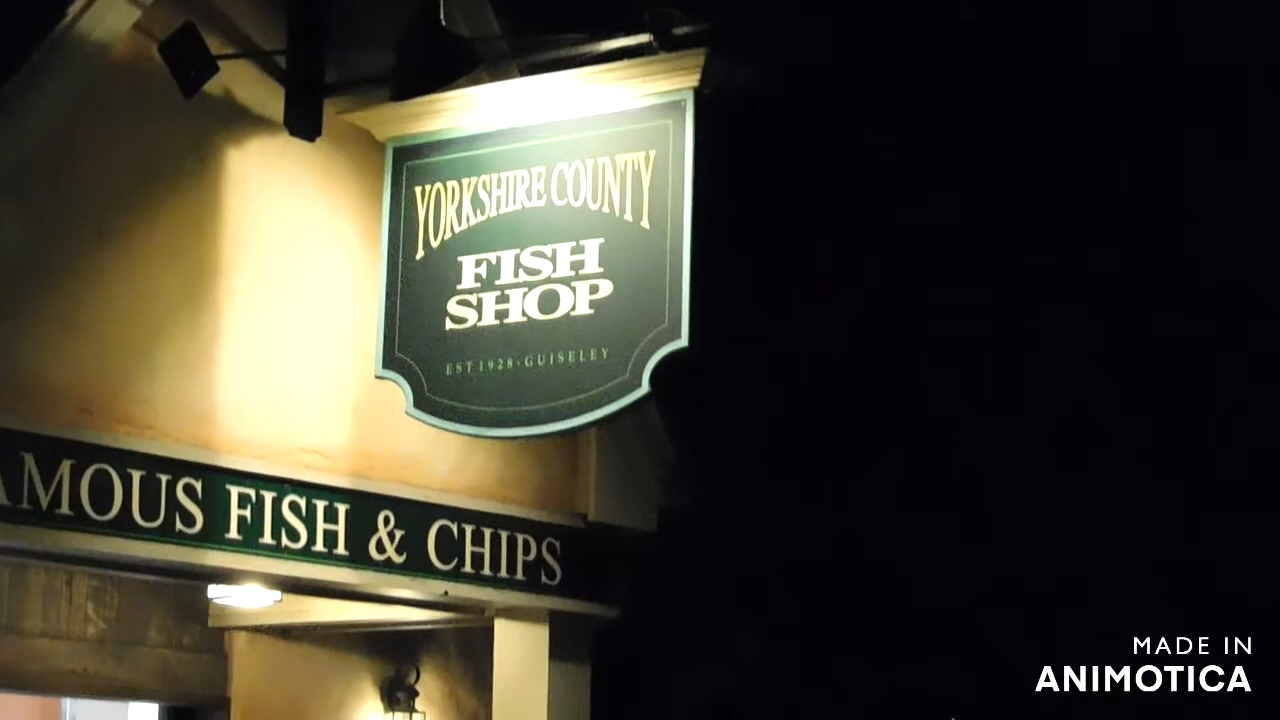 YORKSHIRE COUNTY
FISH
SHOP
EST 1928 · GUISELEY
AMOUS FISH & CHIPS
MADE IN
ANIMOTICA